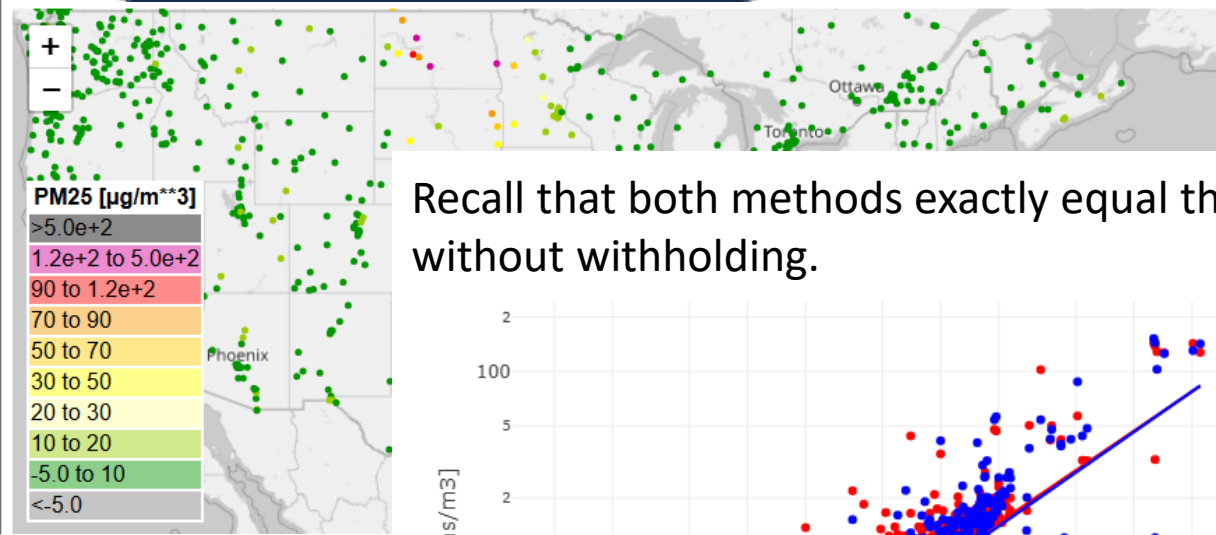 +
−
Ottawa
Toronto
PM25 [µg/m**3]
>5.0e+2
1.2e+2 to 5.0e+2
90 to 1.2e+2
70 to 90
50 to 70
30 to 50
20 to 30
10 to 20
-5.0 to 10
<-5.0
Phoenix
Recall that both methods exactly equal th
without withholding.
2
100
5
2
s/m3]